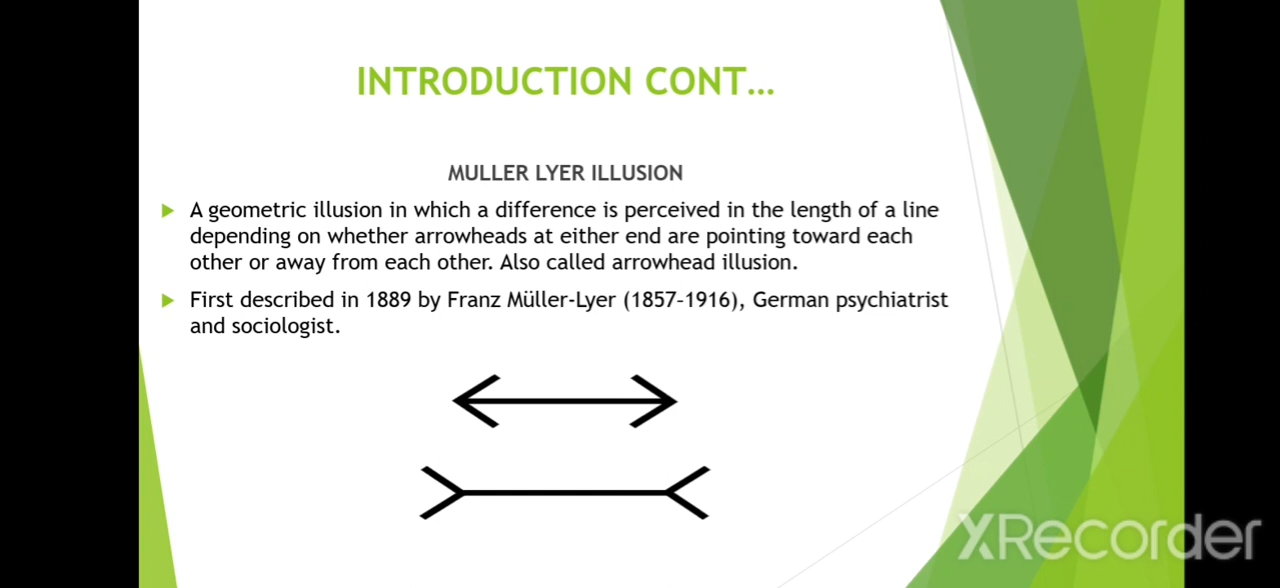 INTRODUCTION CONT...
MULLER LYER ILLUSION
A geometric illusion in which a difference is perceived in the length of a line
depending on whether arrowheads at either end are pointing toward each
other or away from each other. Also called arrowhead illusion.
First described in 1889 by Franz Müller-Lyer (1857–1916), German psychiatrist
and sociologist.
XRecorder